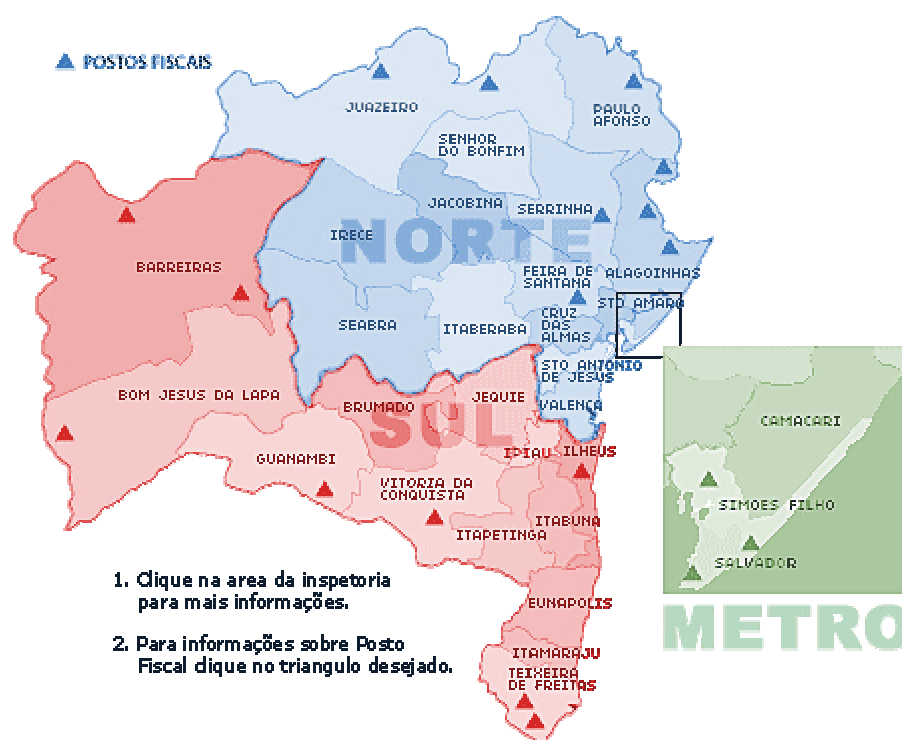 POSTOS FISCAIS
JUAZEIRO
PAULO
AFONSO
SENHOR
DO BONFIM
JACOBINA
SERRINHA
IRECE
NORTE
BARREIRAS
FEIRA DE
SANTANA
ALAGOINHAS
STO AMARO
SEABRA
ITABERABA
CRUZ
DAS
ALMAS
STO ANTONIO
DE JESUS
BOM JESUS DA LAPA
BRUMADO
JEQUIE
VALENÇA
SUL
CAMACARI
GUANAMBI
IPIAU
ILHEUS
VITORIA DA
CONQUISTA
SIMOES FILHO
ITABUNA
ITAPETINGA
SALVADOR
1. Clique na area da inspetoria
para mais informações.
EUNAPOLIS
METRO
2. Para informações sobre Posto
Fiscal clique no triangulo desejado.
ITAMARAJU
TEIXEIRA
DE FREITAS